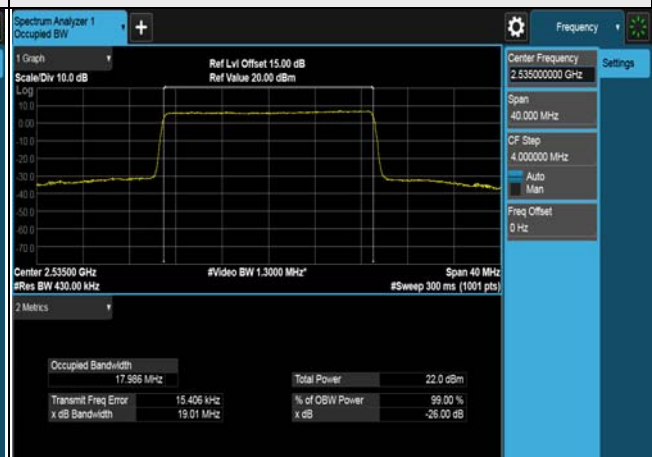 Spectrum Analyzer 1
Occupied BW
Frequency
1 Graph
Scale/Div 10.0 dB
Ref Lvl Offset 15.00 dB
Ref Value 20.00 dBm
Log
10.0
0.00
-10.0
-20.0
-30.0
-40.0
-50.0
-60.0
-70.0
Center 2.53500 GHz
#Video BW 1.3000 MHz*
Span 40 MHz
#Res BW 430.00 kHz
#Sweep 300 ms (1001 pts)
2 Metrics
Occupied Bandwidth
17.986 MHz
Total Power 22.0 dBm
Transmit Freq Error 15.406 kHz
% of OBW Power 99.00 %
x dB Bandwidth 19.01 MHz
x dB -26.00 dB
Center Frequency
2.535000000 GHz
Settings
Span
40.000 MHz
CF Step
4.000000 MHz
Auto
Man
Freq Offset
0 Hz